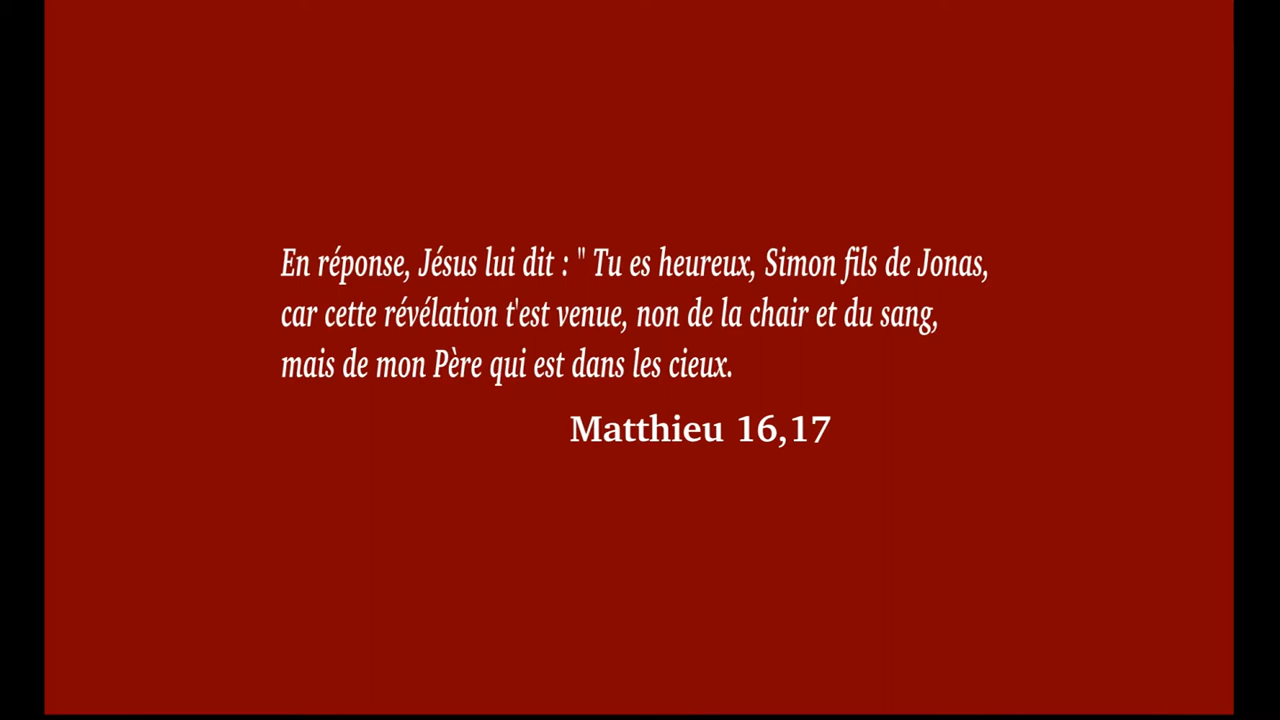 En réponse, Jésus lui dit : " Tu es heureux, Simon fils de Jonas,
car cette révélation t'est venue, non de la chair et du sang,
mais de mon Père qui est dans les cieux.
Matthieu 16,17